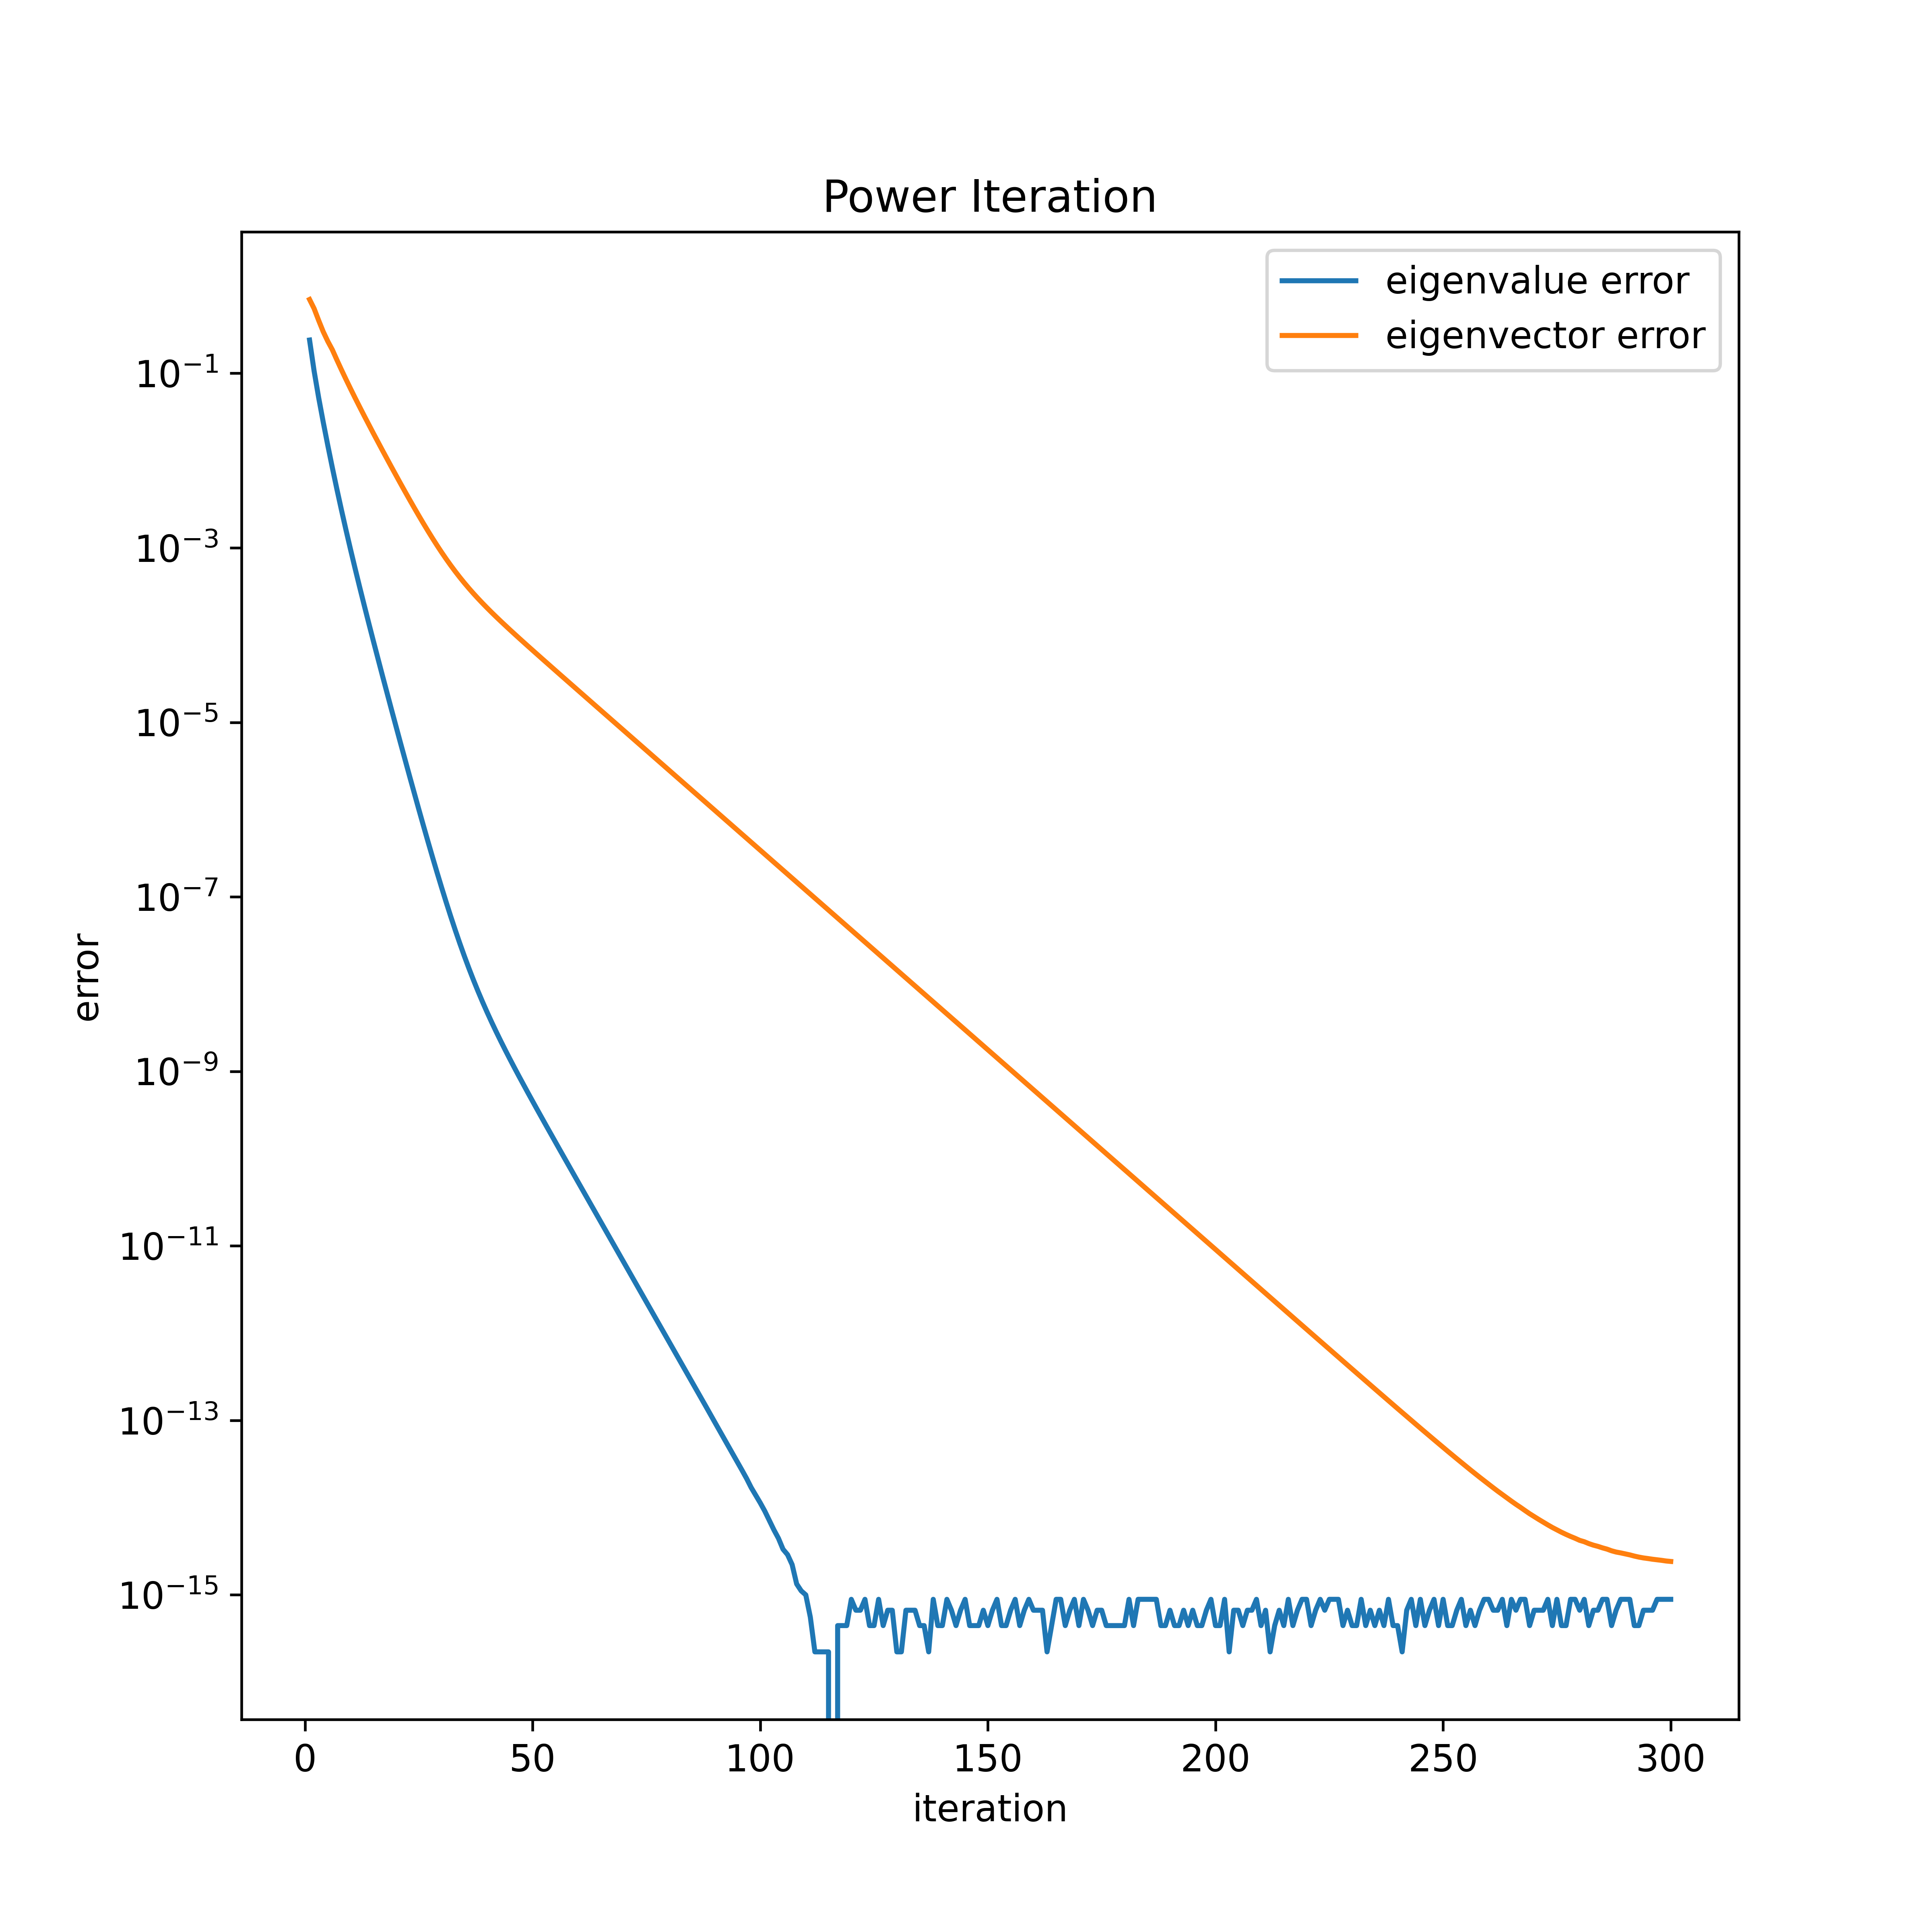 Power Iteration
eigenvalue error
eigenvector error
10⁻¹
10⁻³
10⁻⁵
10⁻⁷
10⁻⁹
10⁻¹¹
10⁻¹³
10⁻¹⁵
error
0 50 100 150 200 250 300
iteration